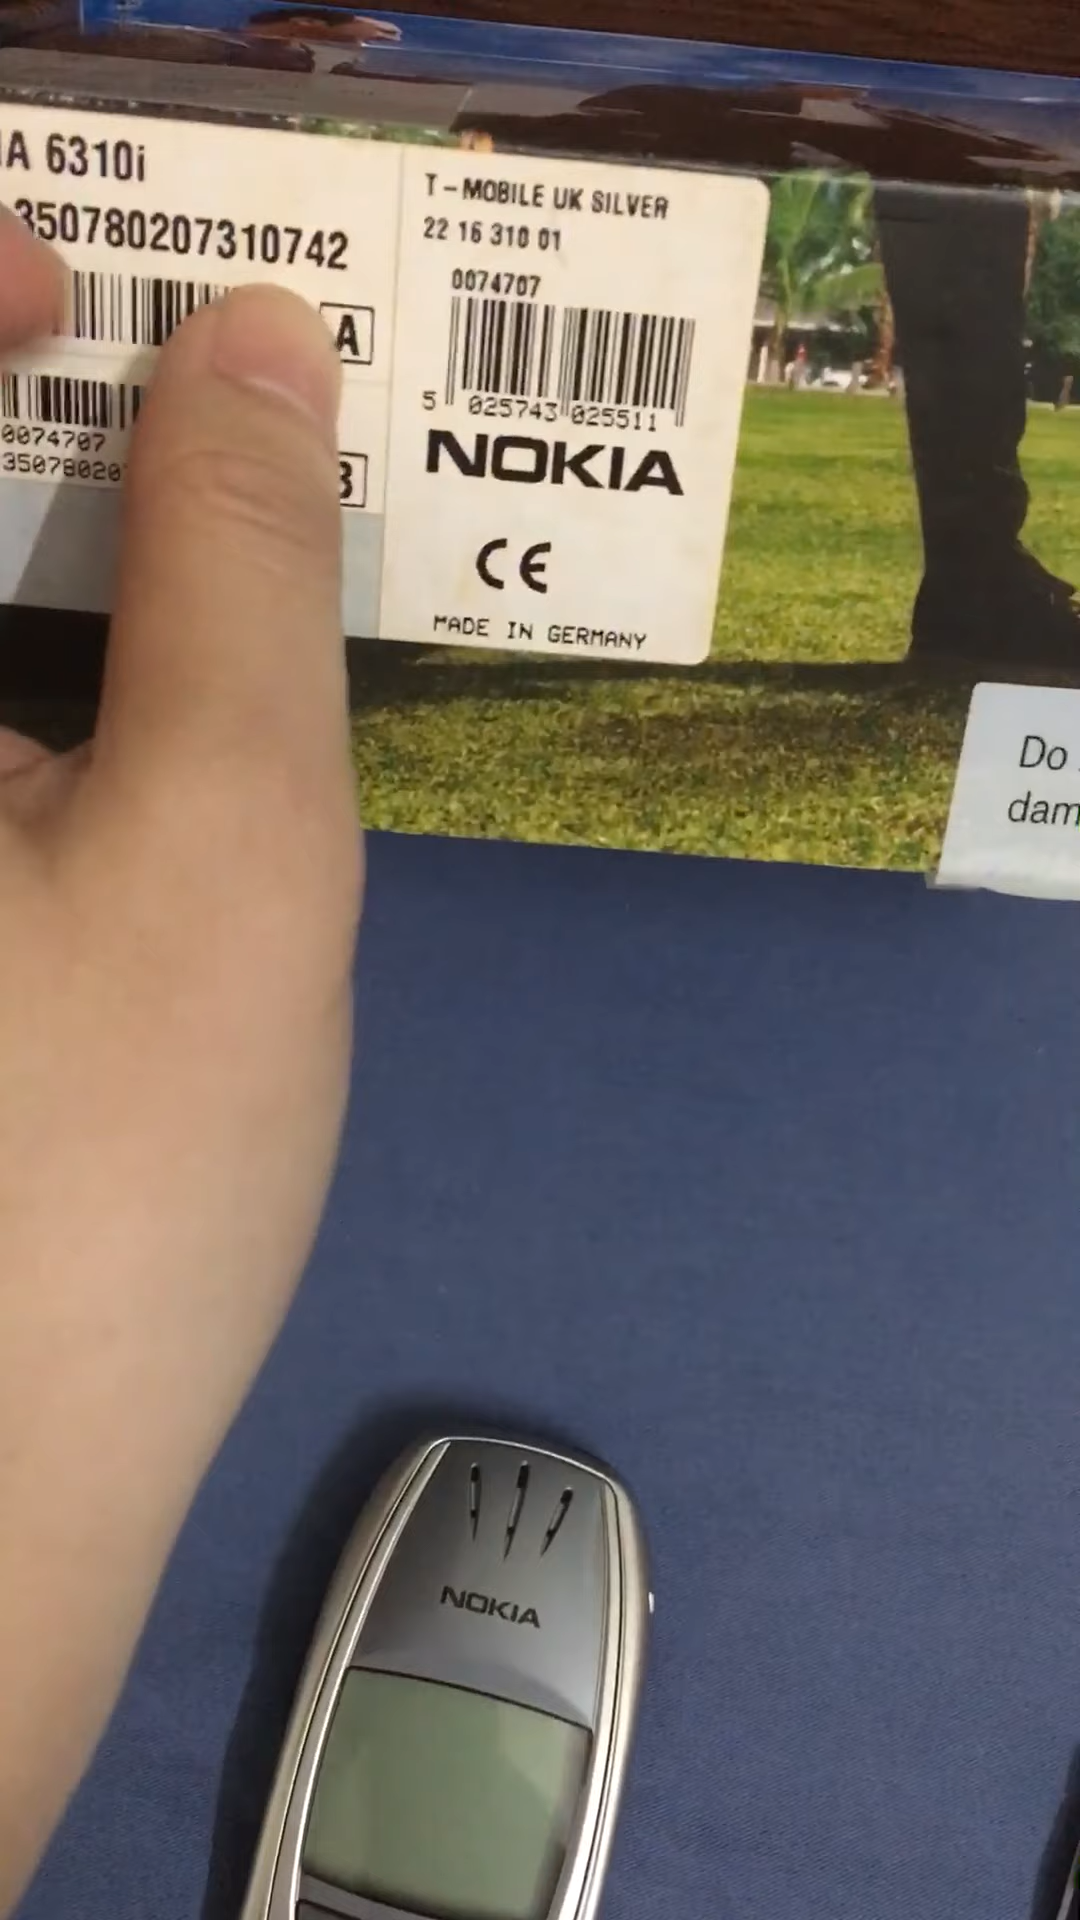 IA 6310i
350780207310742
A
0074707
35078020
B
T-MOBILE UK SILVER
22 16 310 01
0074707
5 025743 025511
NOKIA
CE
MADE IN GERMANY
Do
dam
NOKIA